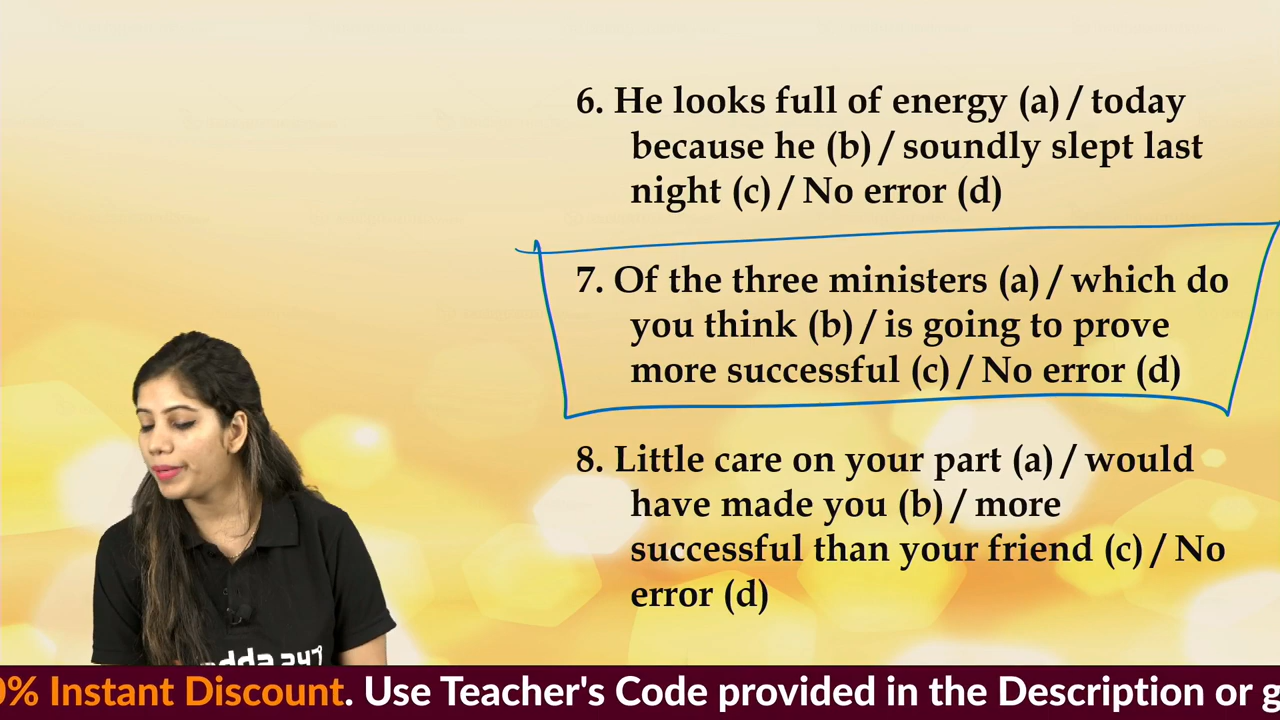 6. He looks full of energy (a) / today
because he (b) / soundly slept last
night (c) / No error (d)
7. Of the three ministers (a) / which do
you think (b) / is going to prove
more successful (c) / No error (d)
8. Little care on your part (a) / would
have made you (b) / more
successful than your friend (c) / No
error (d)
0% Instant Discount. Use Teacher's Code provided in the Description or g